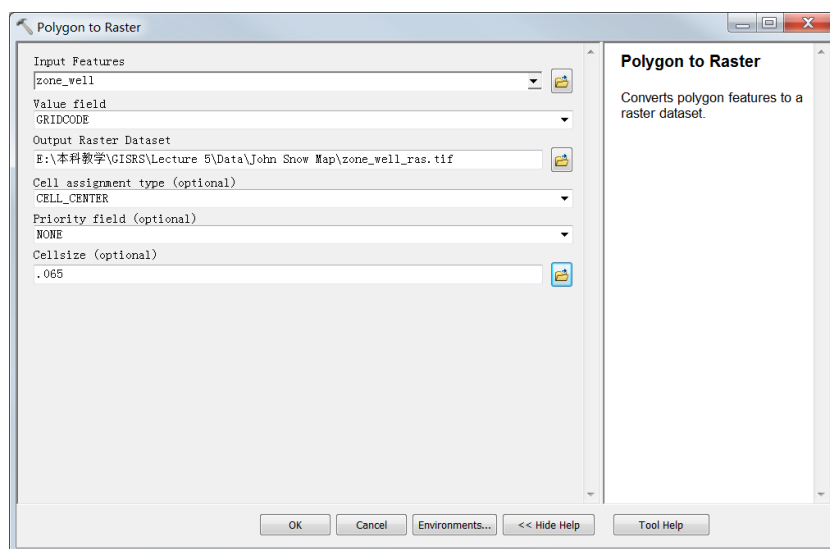 Polygon to Raster
Input Features
zone_well
Value field
GRIDCODE
Output Raster Dataset
E:\本科教学\GISRS\Lecture 5\Data\John Snow Map\zone_well_ras.tif
Cell assignment type (optional)
CELL_CENTER
Priority field (optional)
NONE
Cellsize (optional)
.065
Polygon to Raster
Converts polygon features to a
raster dataset.
OK
Cancel
Environments...
<< Hide Help
Tool Help